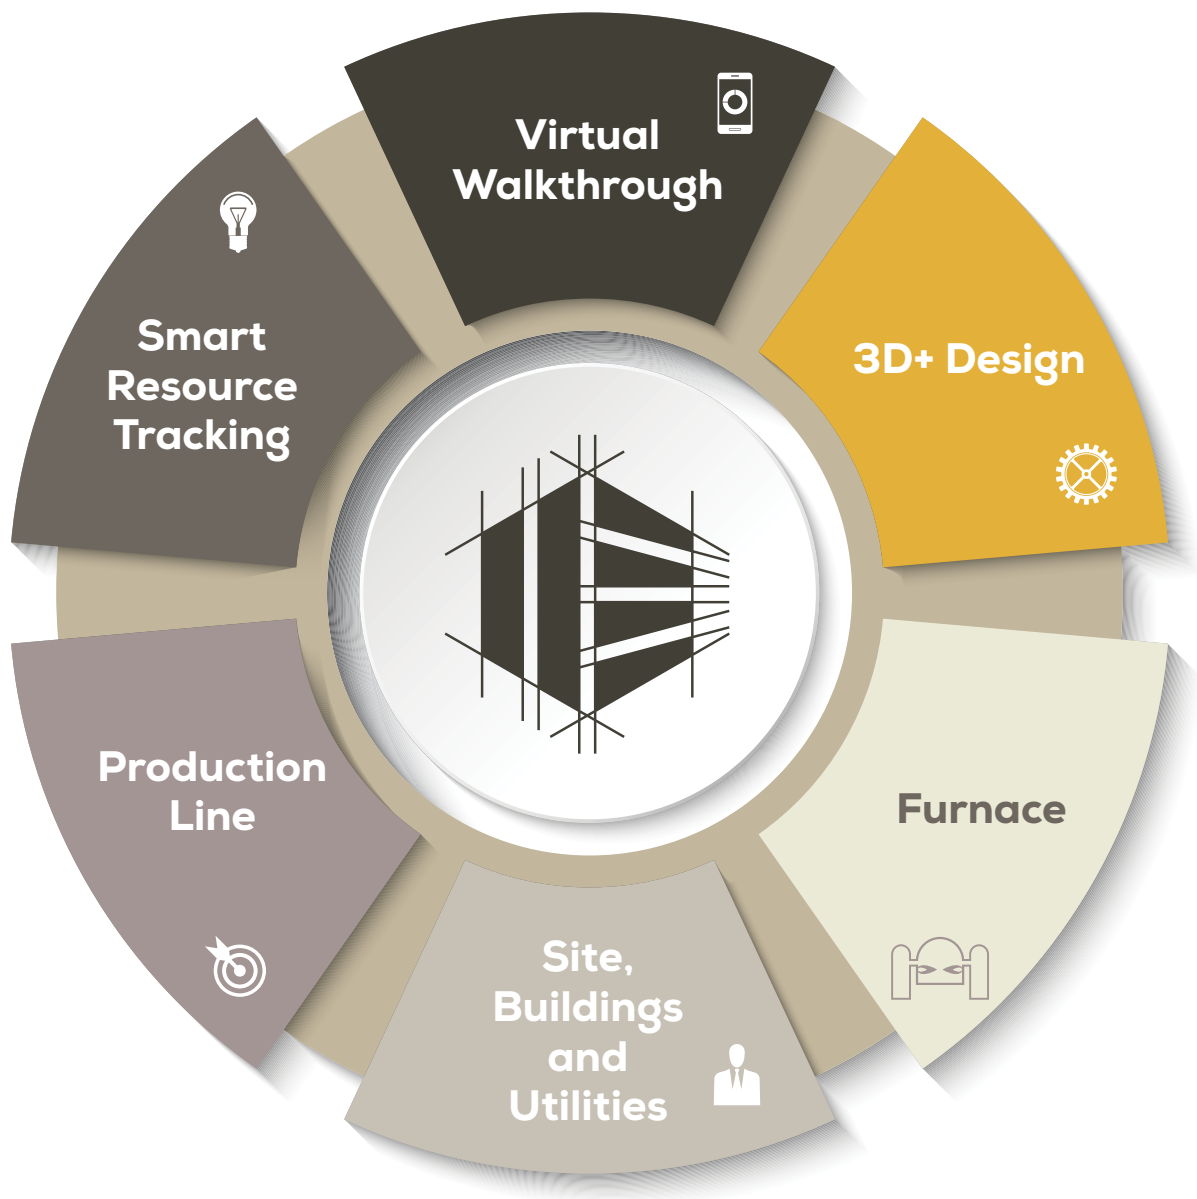 Virtual
Walkthrough
3D+ Design
Furnace
Site,
Buildings
and
Utilities
Production
Line
Smart
Resource
Tracking